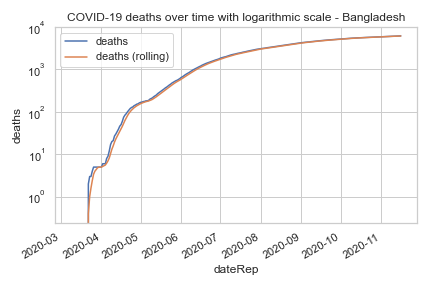 COVID-19 deaths over time with logarithmic scale - Bangladesh
deaths
deaths (rolling)
10^4
10^3
10^2
10^1
10^0
deaths
2020-03
2020-04
2020-05
2020-06
2020-07
2020-08
2020-09
2020-10
2020-11
dateRep